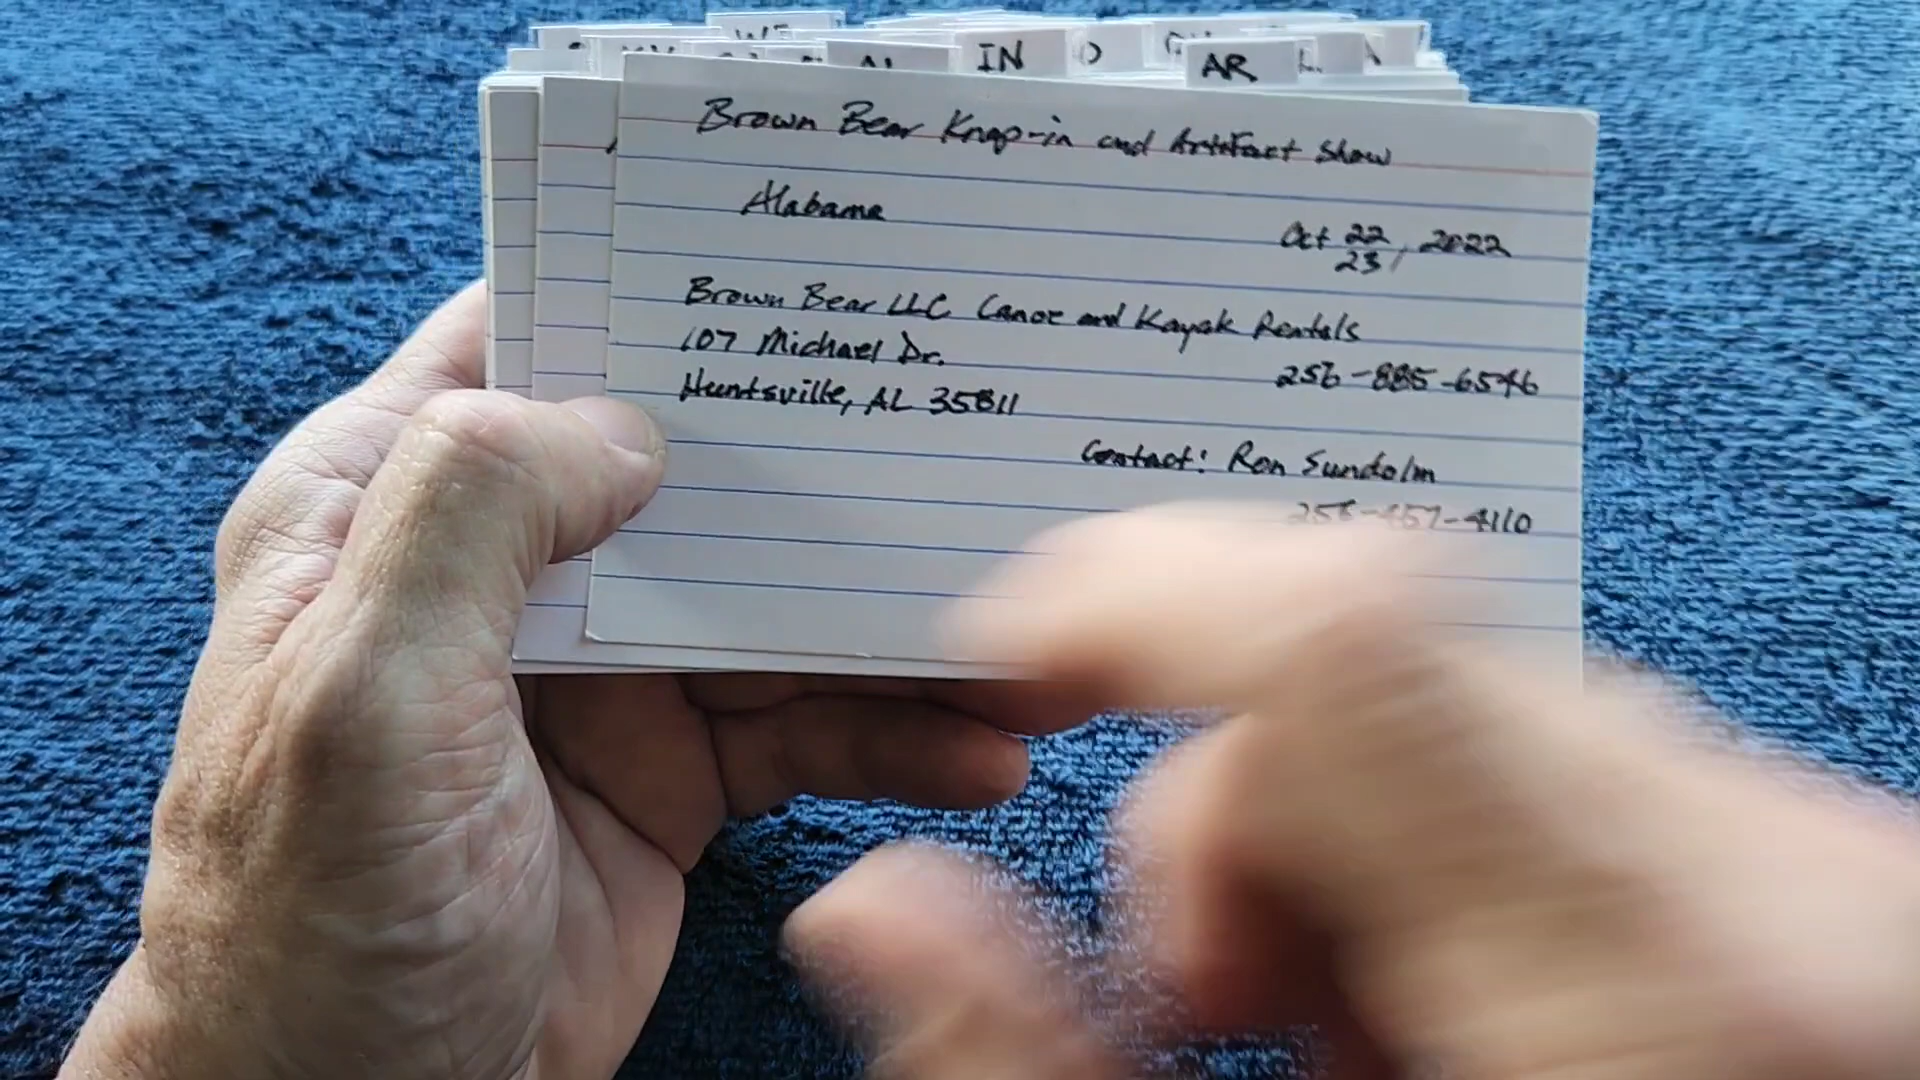 IN
AR
Brown Bear Knap-in and Artifact Show
Alabama
Oct 22, 2022
23
Brown Bear LLC Canoe and Kayak Rentals
107 Michael Dr.
256-885-6546
Huntsville, AL 35811
Contact: Ron Sundolm
4110